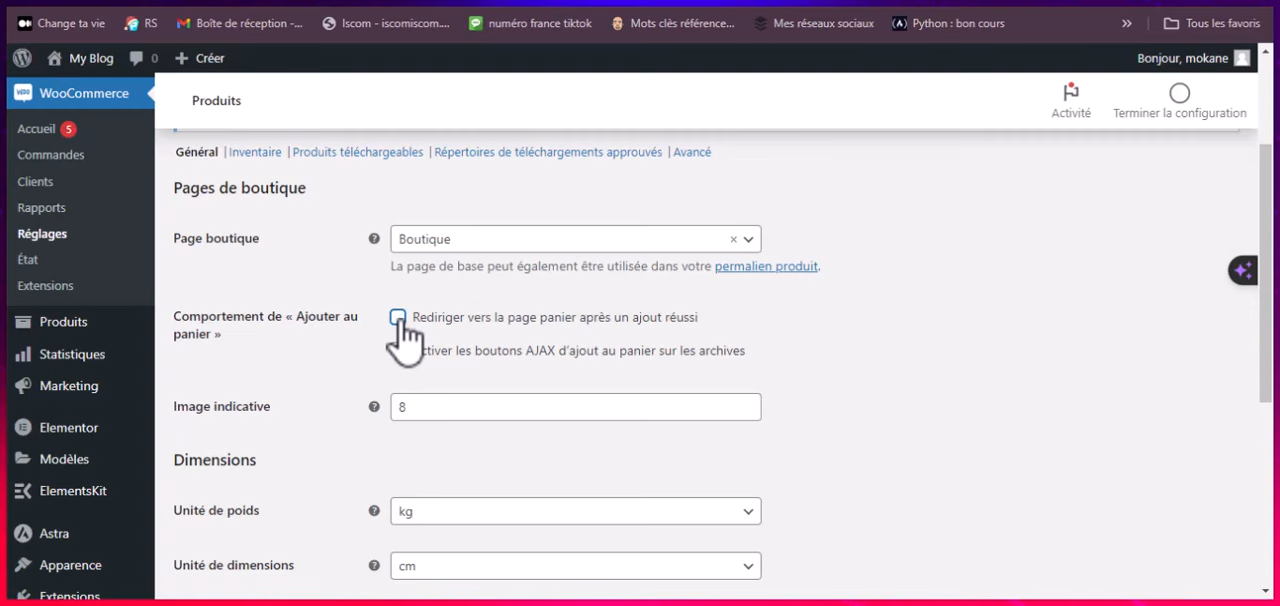 Change ta vie RS Boîte de réception -... Iscom - iscomiscom.... numéro france tiktok Mots clés référence... Mes réseaux sociaux Python : bon cours » Tous les favoris
My Blog 0 + Créer Bonjour, mokane
WooCommerce
Produits
Activité
Terminer la configuration
Accueil 5
Commandes
Clients
Rapports
Réglages
État
Extensions
Produits
Statistiques
Marketing
Elementor
Modèles
ElementsKit
Astra
Apparence
Extensions
Général | Inventaire | Produits téléchargeables | Répertoires de téléchargements approuvés | Avancé
Pages de boutique
Page boutique
Boutique ×
La page de base peut également être utilisée dans votre permalien produit.
Comportement de « Ajouter au
panier »
Rediriger vers la page panier après un ajout réussi
les boutons AJAX d’ajout au panier sur les archives
Image indicative
8
Dimensions
Unité de poids
kg
Unité de dimensions
cm